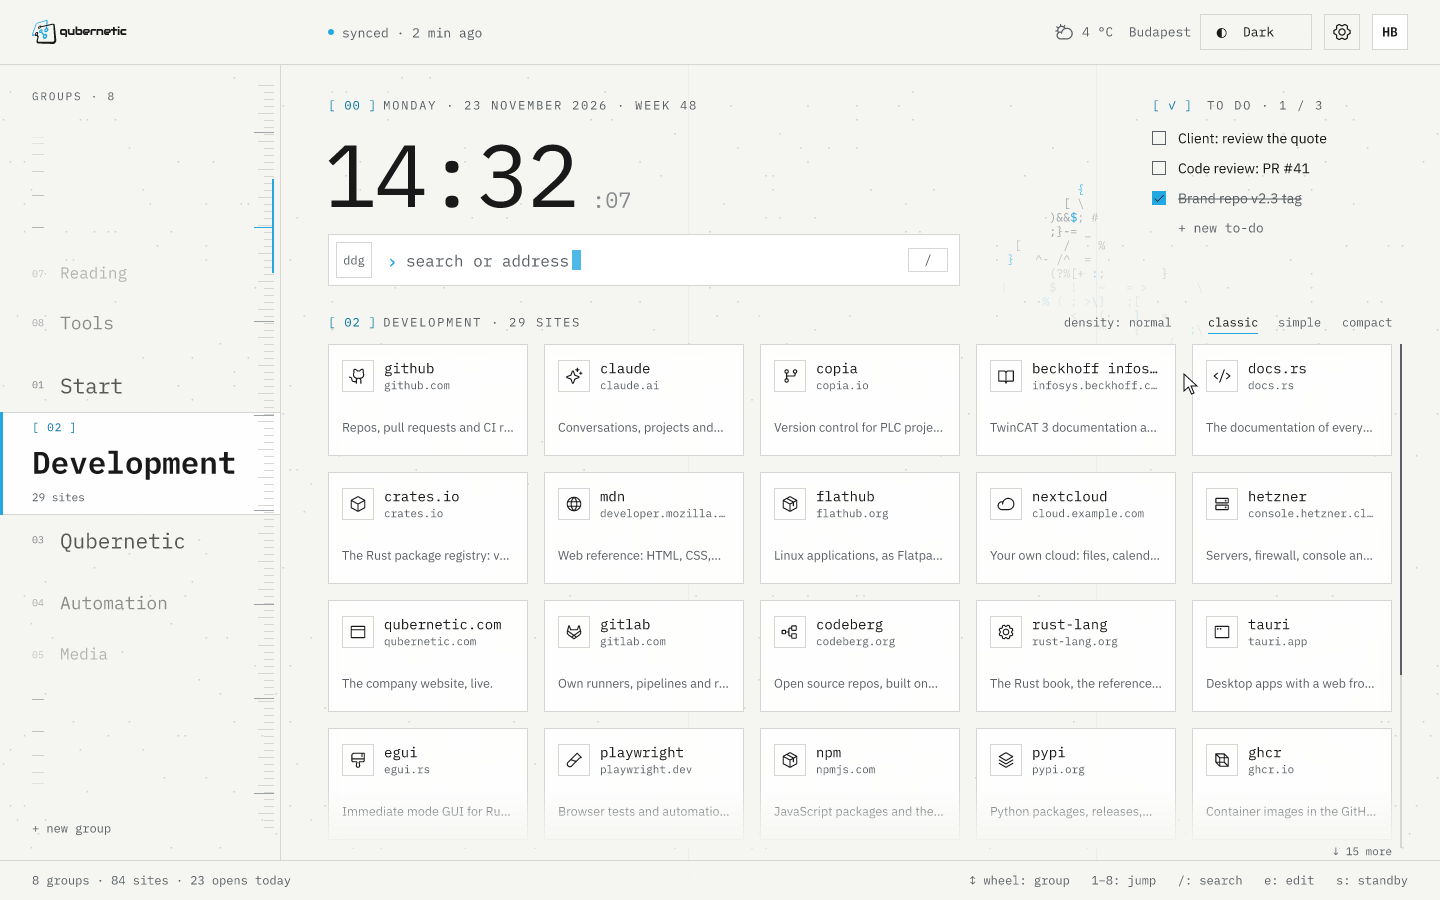 qubernetic
synced · 2 min ago
4 °C Budapest
Dark
HB
GROUPS · 8
07 Reading
08 Tools
01 Start
[ 02 ]
Development
29 sites
03 Qubernetic
04 Automation
05 Media
+ new group
[ 00 ] MONDAY · 23 NOVEMBER 2026 · WEEK 48
14:32 :07
ddg › search or address /
[ √ ] TO DO · 1 / 3
Client: review the quote
Code review: PR #41
Brand repo v2.3 tag
+ new to-do
[ 02 ] DEVELOPMENT · 29 SITES
density: normal classic simple compact
github
github.com
Repos, pull requests and CI r…
claude
claude.ai
Conversations, projects and…
copia
copia.io
Version control for PLC proje…
beckhoff infos…
infosys.beckhoff.c…
TwinCAT 3 documentation a…
docs.rs
docs.rs
The documentation of every…
crates.io
crates.io
The Rust package registry: v…
mdn
developer.mozilla.…
Web reference: HTML, CSS,…
flathub
flathub.org
Linux applications, as Flatpa…
nextcloud
cloud.example.com
Your own cloud: files, calend…
hetzner
console.hetzner.cl…
Servers, firewall, console an…
qubernetic.com
qubernetic.com
The company website, live.
gitlab
gitlab.com
Own runners, pipelines and r…
codeberg
codeberg.org
Open source repos, built on…
rust-lang
rust-lang.org
The Rust book, the reference…
tauri
tauri.app
Desktop apps with a web fro…
egui
egui.rs
Immediate mode GUI for Ru…
playwright
playwright.dev
Browser tests and automatio…
npm
npmjs.com
JavaScript packages and the…
pypi
pypi.org
Python packages, releases,…
ghcr
ghcr.io
Container images in the GitH…
↓ 15 more
8 groups · 84 sites · 23 opens today
↕ wheel: group 1–8: jump /: search e: edit s: standby